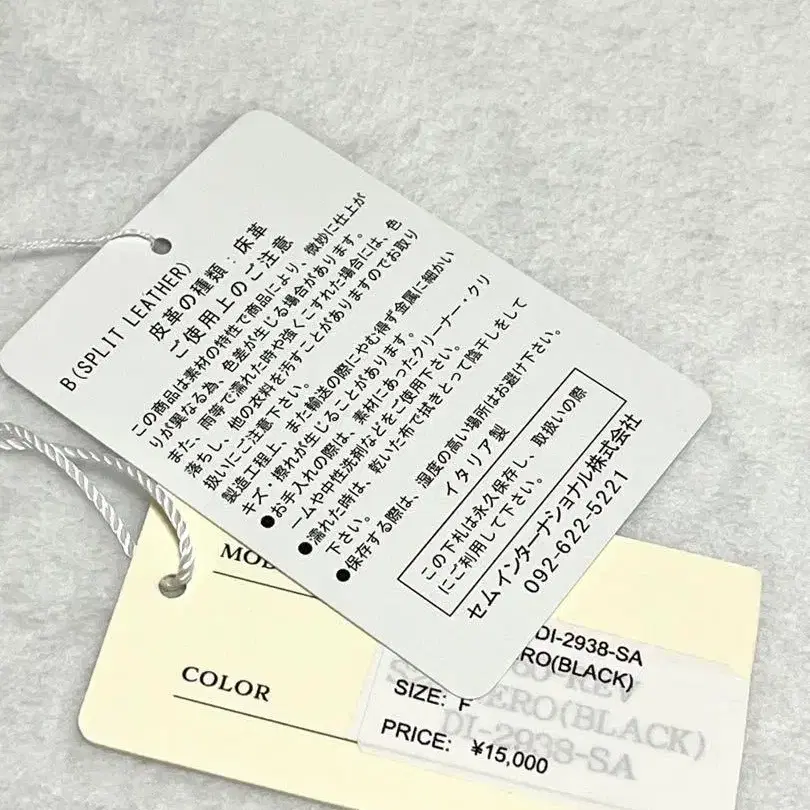 B(SPLIT LEATHER)
皮革の種類：床革
ご使用上のご注意
この商品は素材の特性で商品により、微妙に仕上が
りが異なる為、色差が生じる場合があります。
また、雨等で濡れた時や強くこすれた場合には、色
落ちし、他の衣料を汚すことがありますのでお取り
扱いにご注意下さい。
製造工程上、また輸送の際にやむ得ず金属に細かい
キズ・擦れが生じることがあります。
●お手入れの際は、素材にあったクリーナー・クリ
ームや中性洗剤などをご使用下さい。
●濡れた時は、乾いた布で拭きとって陰干しをして
下さい。
●保存する際は、湿度の高い場所はお避け下さい。
イタリア製
この下札は永久保存し、取扱いの際
にご利用して下さい。
セムインターナショナル株式会社
092-622-5221
COLOR
DI-2938-SA
ERO(BLACK)
SIZE: F
PRICE: ¥15,000
ERO(BLACK)
DI-2938-SA